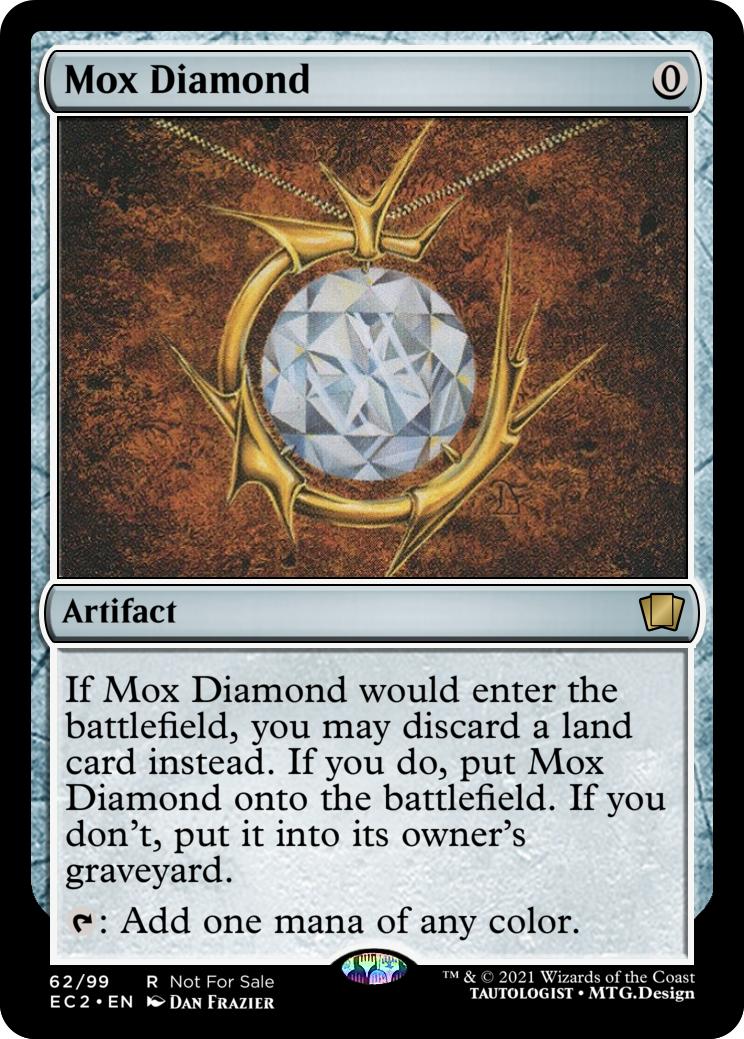 Mox Diamond 0
DF
Artifact
If Mox Diamond would enter the
battlefield, you may discard a land
card instead. If you do, put Mox
Diamond onto the battlefield. If you
don't, put it into its owner's
graveyard.
: Add one mana of any color.
62/99 R Not For Sale ™ & © 2021 Wizards of the Coast
EC2 • EN Dan Frazier TAUTOLOGIST • MTG.Design